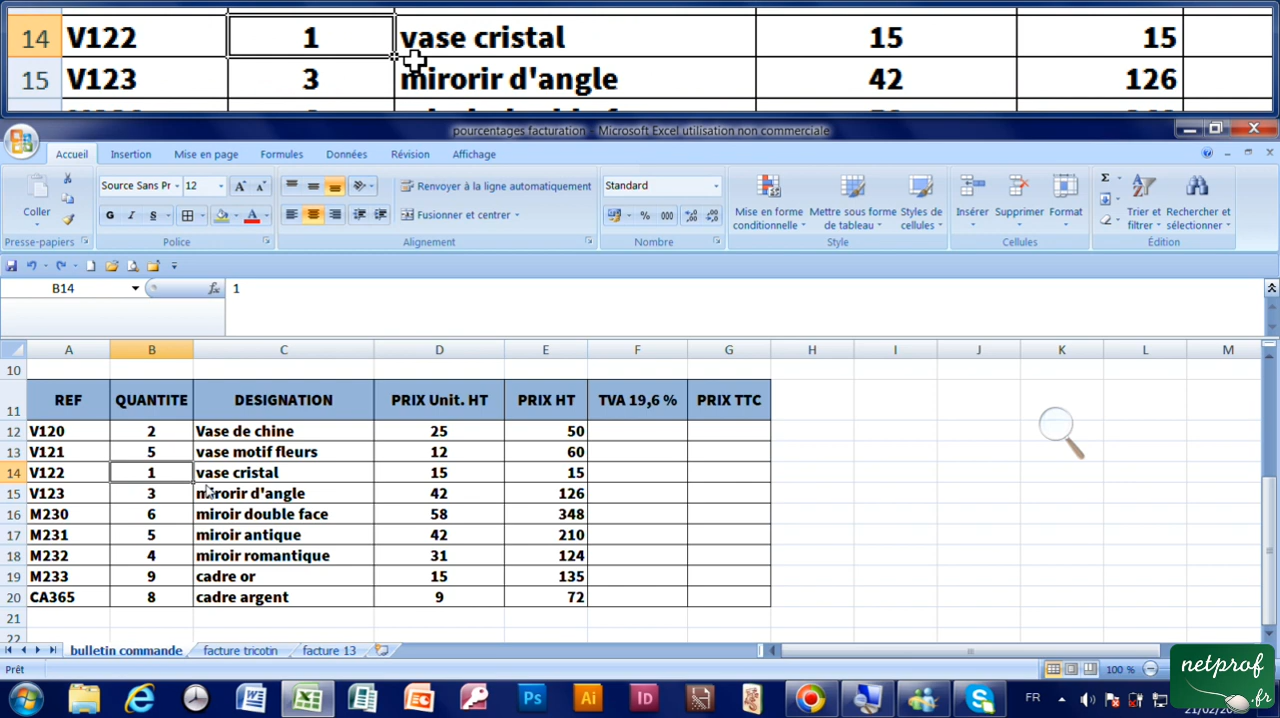 14 V122 1 vase cristal 15 15
15 V123 3 mirorir d'angle 42 126
pourcentages facturation - Microsoft Excel utilisation non commerciale
Accueil Insertion Mise en page Formules Données Révision Affichage
Coller Source Sans Pr 12 Renvoyer à la ligne automatiquement Standard
G I S Fusionner et centrer % 000
Mise en forme conditionnelle Mettre sous forme de tableau Styles de cellules Insérer Supprimer Format Trier et filtrer Rechercher et sélectionner
Presse-papiers Police Alignement Nombre Style Cellules Édition
B14 fx 1
A B C D E F G H I J K L M
10
11 REF QUANTITE DESIGNATION PRIX Unit. HT PRIX HT TVA 19,6 % PRIX TTC
12 V120 2 Vase de chine 25 50
13 V121 5 vase motif fleurs 12 60
14 V122 1 vase cristal 15 15
15 V123 3 mirorir d'angle 42 126
16 M230 6 miroir double face 58 348
17 M231 5 miroir antique 42 210
18 M232 4 miroir romantique 31 124
19 M233 9 cadre or 15 135
20 CA365 8 cadre argent 9 72
21
22
bulletin commande facture tricotin facture 13
Prêt 100 %
netprof
.fr
Ps Ai Id FR